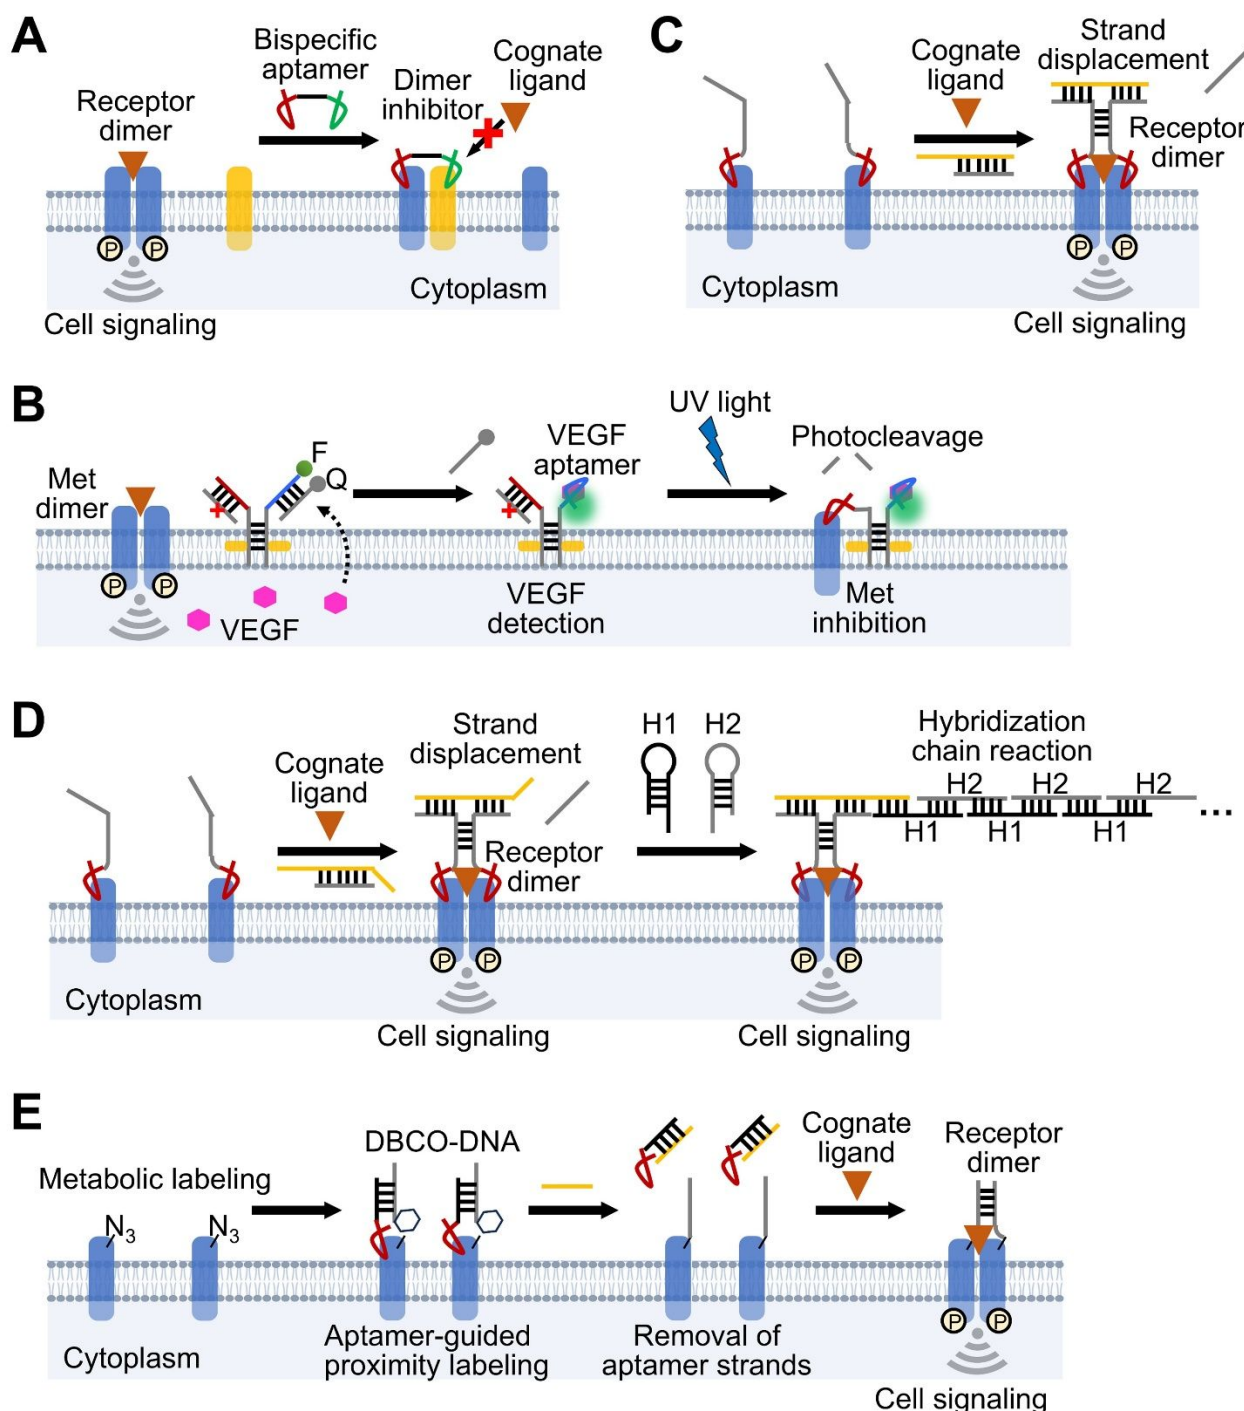 A
Bispecific
aptamer
Cognate
ligand
Receptor
dimer
Dimer
inhibitor
P
P
Cytoplasm
Cell signaling
C
Strand
displacement
Cognate
ligand
Receptor
dimer
P
P
Cytoplasm
Cell signaling
B
UV light
F
Q
VEGF
aptamer
Photocleavage
Met
dimer
P
P
VEGF
VEGF
detection
Met
inhibition
D
Strand
displacement
H1
H2
Hybridization
chain reaction
Cognate
ligand
H2
H2
H2
...
H1
H1
H1
Receptor
dimer
P
P
P
P
Cytoplasm
Cell signaling
Cell signaling
E
DBCO-DNA
Cognate
ligand
Receptor
dimer
Metabolic labeling
N3
N3
P
P
Cytoplasm
Aptamer-guided
proximity labeling
Removal of
aptamer strands
Cell signaling